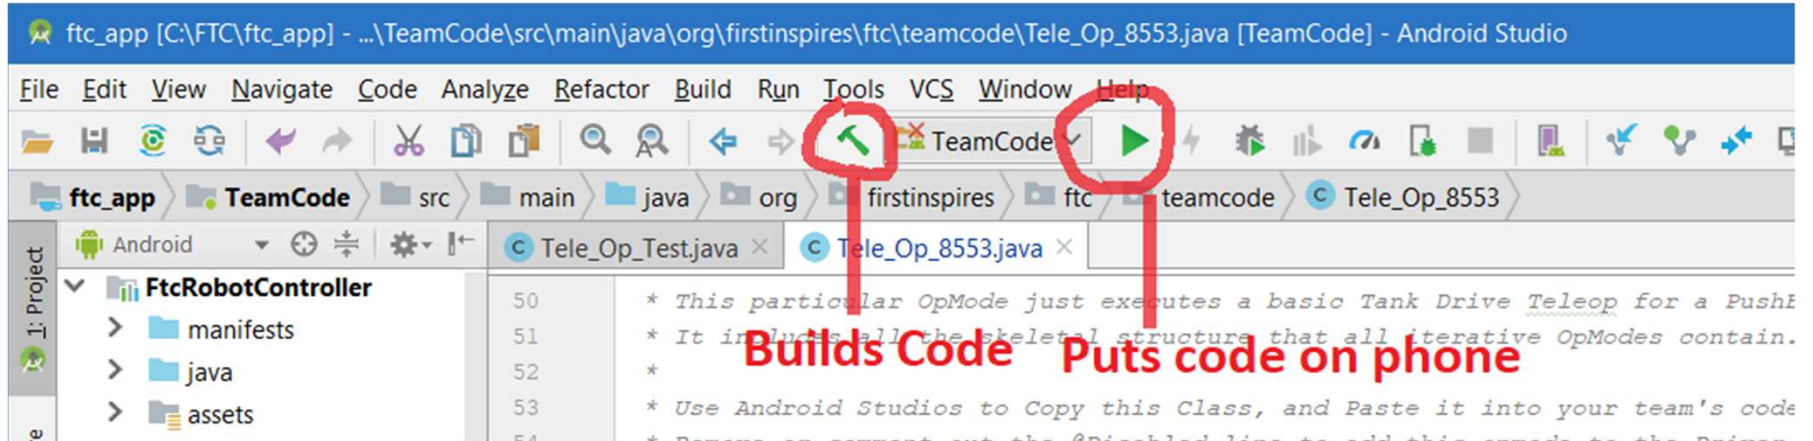 ftc_app [C:\FTC\ftc_app] - ...\TeamCode\src\main\java\org\firstinspires\ftc\teamcode\Tele_Op_8553.java [TeamCode] - Android Studio
File Edit View Navigate Code Analyze Refactor Build Run Tools VCS Window Help
TeamCode
ftc_app TeamCode src main java org firstinspires ftc teamcode Tele_Op_8553
1: Project
Android
Tele_Op_Test.java Tele_Op_8553.java
FtcRobotController
manifests
java
assets
50 * This particular OpMode just executes a basic Tank Drive Teleop for a
51 * It includes all the skeletal structure that all iterative OpModes contain.
52 *
53 * Use Android Studios to Copy this Class, and Paste it into your team's code
Builds Code
Puts code on phone